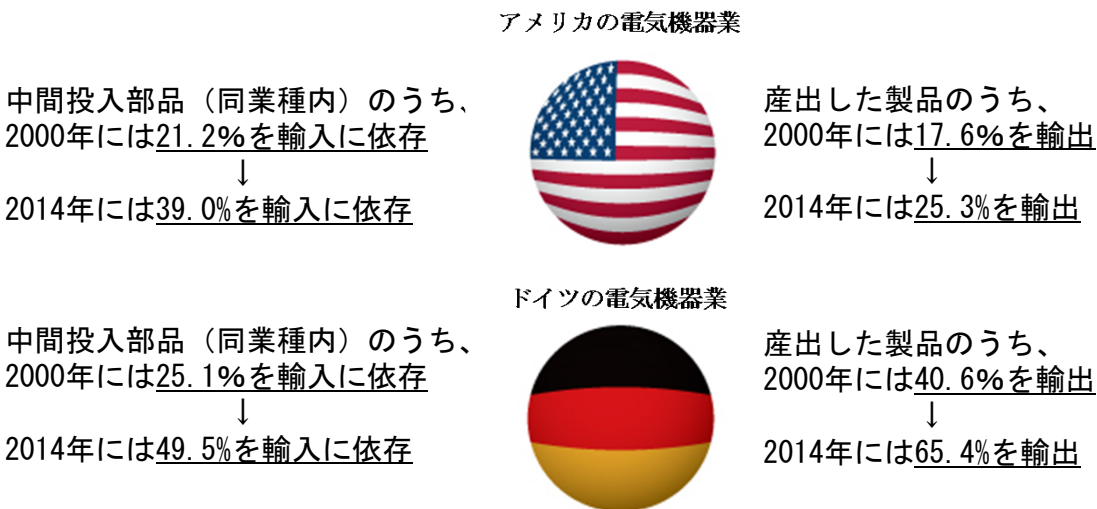 アメリカの電気機器業
中間投入部品（同業種内）のうち、
2000年には21.2%を輸入に依存
↓
2014年には39.0%を輸入に依存
産出した製品のうち、
2000年には17.6%を輸出
↓
2014年には25.3%を輸出
ドイツの電気機器業
中間投入部品（同業種内）のうち、
2000年には25.1%を輸入に依存
↓
2014年には49.5%を輸入に依存
産出した製品のうち、
2000年には40.6%を輸出
↓
2014年には65.4%を輸出